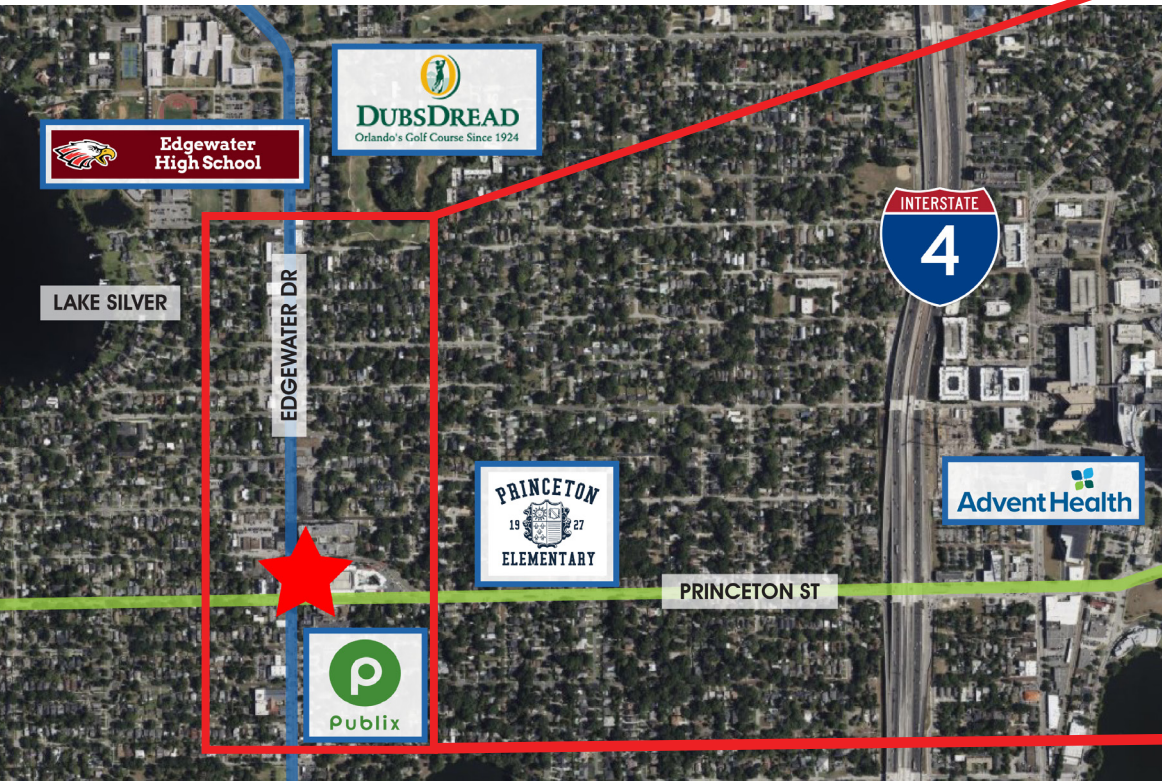 DUBSDREAD
Orlando's Golf Course Since 1924
Edgewater
High School
INTERSTATE
4
LAKE SILVER
EDGEWATER DR
PRINCETON
19 27
ELEMENTARY
AdventHealth
PRINCETON ST
P
Publix